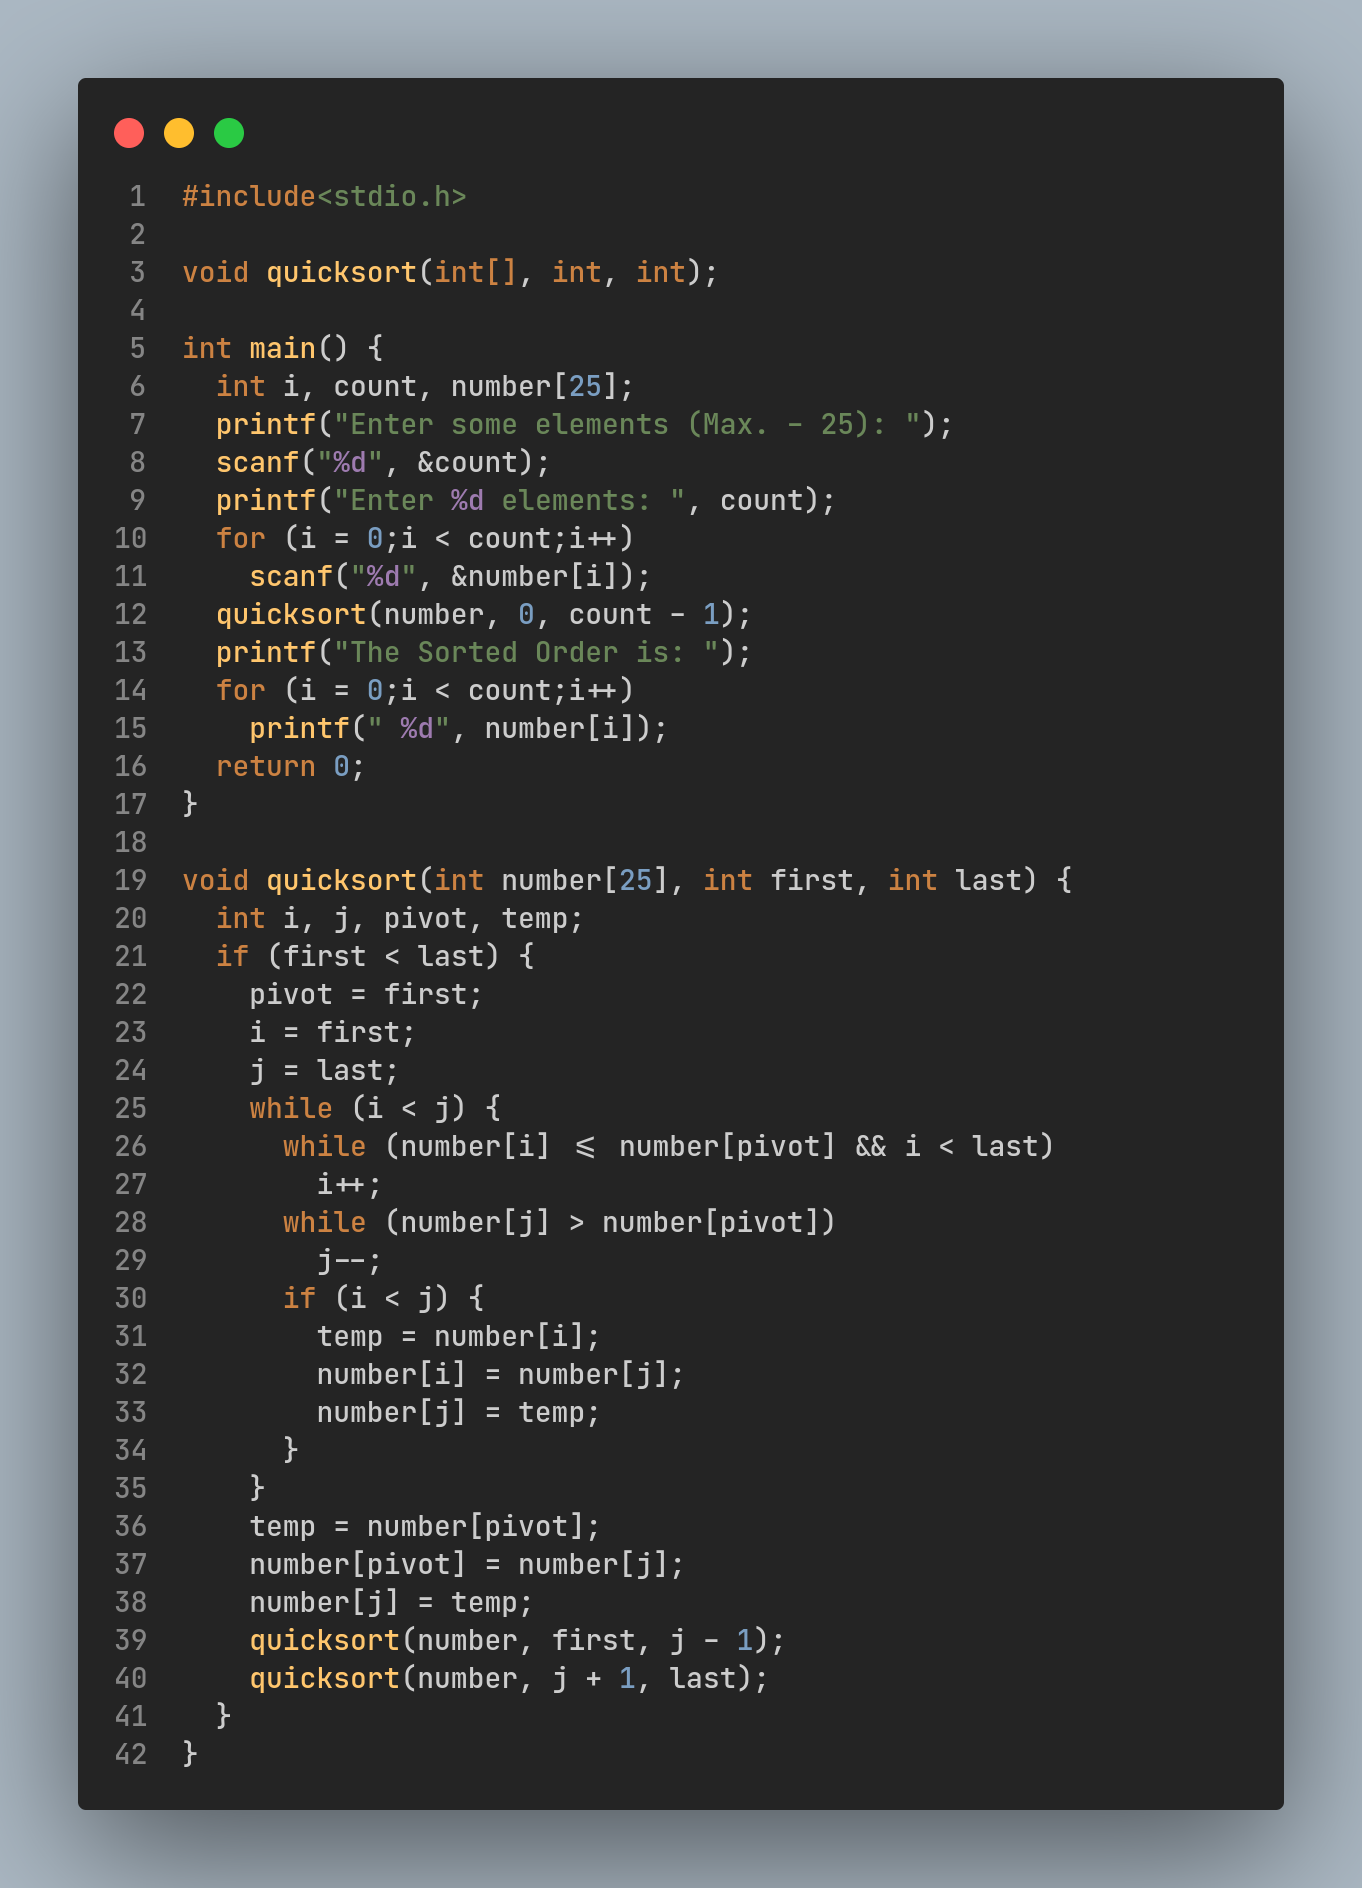 1 #include<stdio.h>
2
3 void quicksort(int[], int, int);
4
5 int main() {
6   int i, count, number[25];
7   printf("Enter some elements (Max. - 25): ");
8   scanf("%d", &count);
9   printf("Enter %d elements: ", count);
10   for (i = 0;i < count;i++)
11     scanf("%d", &number[i]);
12   quicksort(number, 0, count - 1);
13   printf("The Sorted Order is: ");
14   for (i = 0;i < count;i++)
15     printf(" %d", number[i]);
16   return 0;
17 }
18
19 void quicksort(int number[25], int first, int last) {
20   int i, j, pivot, temp;
21   if (first < last) {
22     pivot = first;
23     i = first;
24     j = last;
25     while (i < j) {
26       while (number[i] <= number[pivot] && i < last)
27         i++;
28       while (number[j] > number[pivot])
29         j--;
30       if (i < j) {
31         temp = number[i];
32         number[i] = number[j];
33         number[j] = temp;
34       }
35     }
36     temp = number[pivot];
37     number[pivot] = number[j];
38     number[j] = temp;
39     quicksort(number, first, j - 1);
40     quicksort(number, j + 1, last);
41   }
42 }